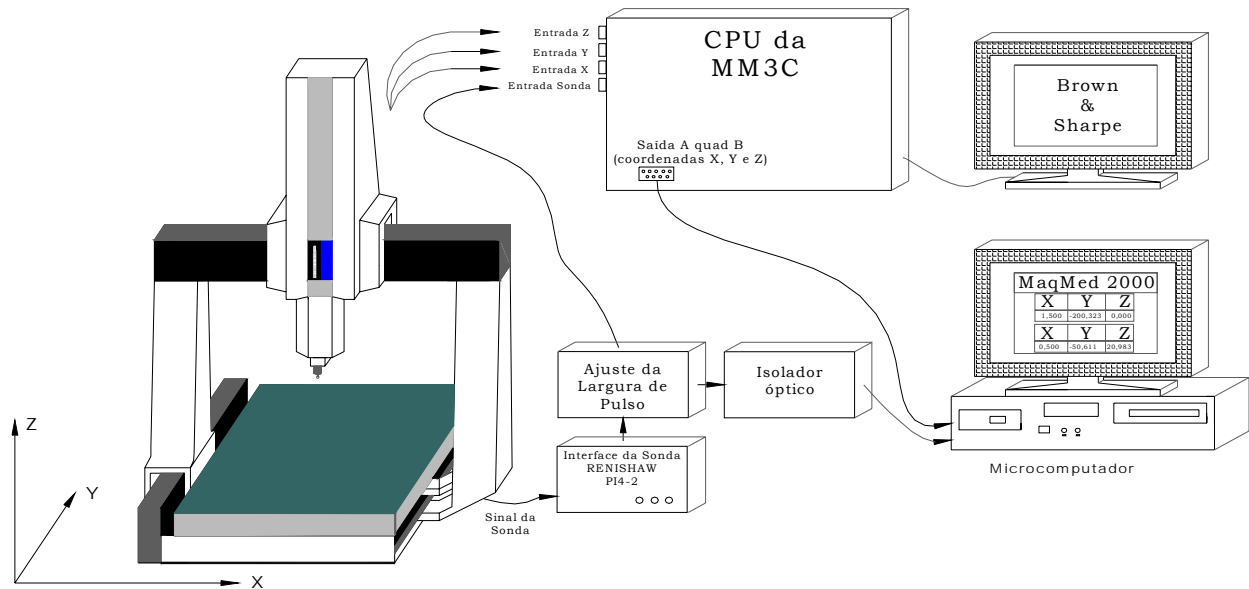 Entrada Z
Entrada Y
Entrada X
Entrada Sonda
CPU da
MM3C
Saída A quad B
(coordenadas X, Y e Z)
Brown
&
Sharpe
MaqMed 2000
X Y Z
1,500 -200,323 0,000
X Y Z
0,500 -50,611 20,983
Ajuste da
Largura de
Pulso
Isolador
óptico
Interface da Sonda
RENISHAW
PI4-2
Sinal da
Sonda
Microcomputador
Z
Y
X